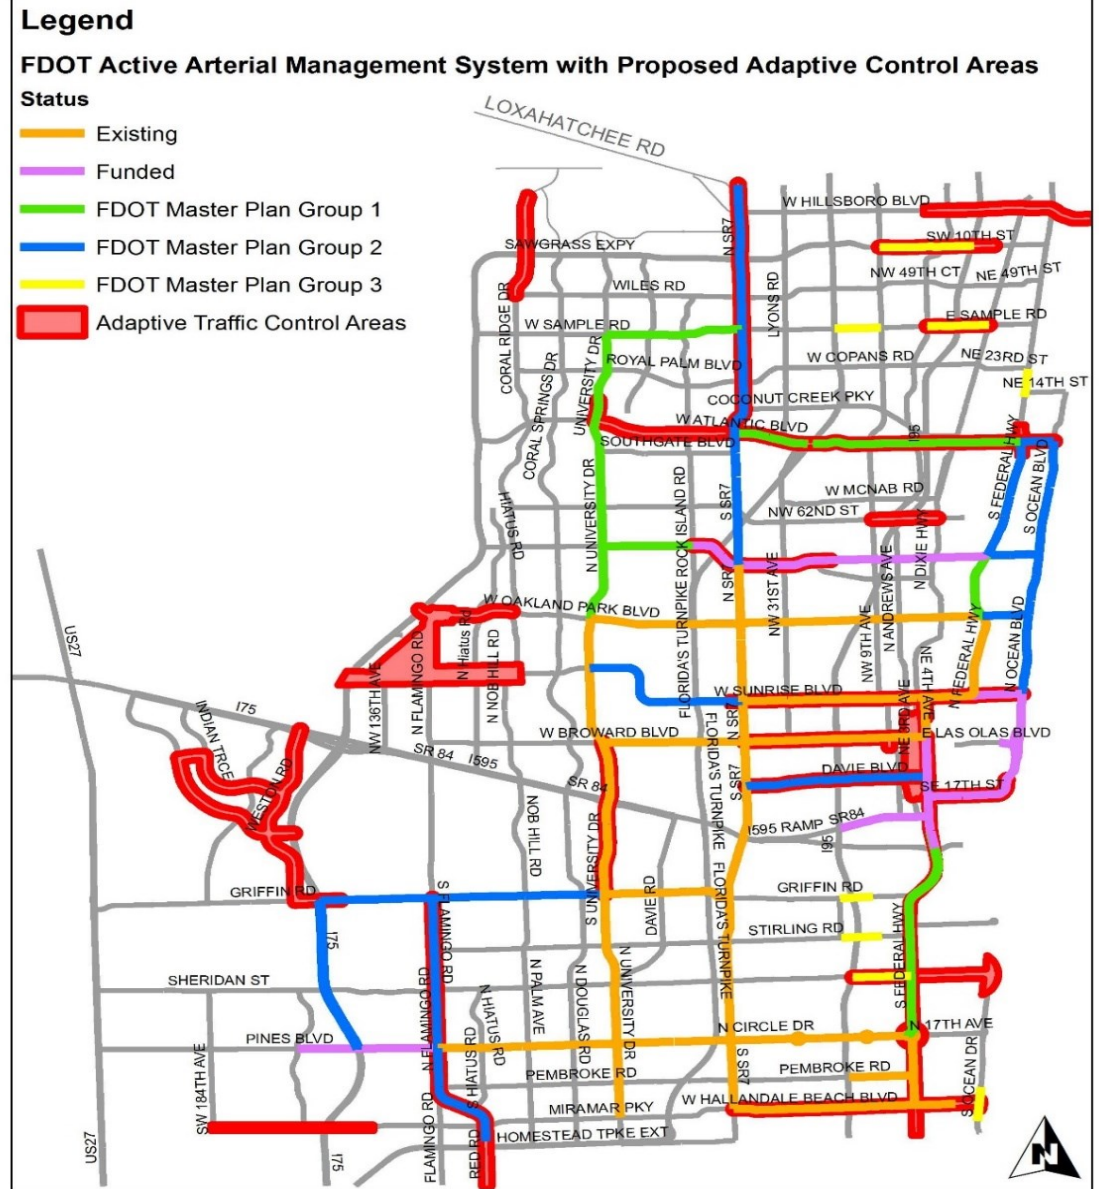 Legend
FDOT Active Arterial Management System with Proposed Adaptive Control Areas
Status
Existing
Funded
FDOT Master Plan Group 1
FDOT Master Plan Group 2
FDOT Master Plan Group 3
Adaptive Traffic Control Areas
LOXAHATCHEE RD
W HILLSBORO BLVD
N SR7
SW 10TH ST
SAWGRASS EXPY
NW 49TH CT
NE 49TH ST
WILES RD
LYONS RD
CORAL RIDGE DR
W SAMPLE RD
E SAMPLE RD
UNIVERSITY DR
ROYAL PALM BLVD
W COPANS RD
NE 23RD ST
NE 14TH ST
CORAL SPRINGS DR
COCONUT CREEK PKY
W ATLANTIC BLVD
SOUTHGATE BLVD
I95
S FEDERAL HWY
S OCEAN BLVD
HIATUS RD
N UNIVERSITY DR
FLORIDA'S TURNPIKE ROCK ISLAND RD
S SR7
W MCNAB RD
NW 62ND ST
N DIXIE HWY
N SR7
NW 31ST AVE
N ANDREWS AVE
NW 9TH AVE
W OAKLAND PARK BLVD
N FEDERAL HWY
N OCEAN BLVD
US27
N FLAMINGO RD
N Hiatus Rd
N NOB HILL RD
NW 136TH AVE
W SUNRISE BLVD
NE 4TH AVE
NE 3RD AVE
INDIAN TRCE
I75
SR 84
I595
SR 84
W BROWARD BLVD
N SR7
E LAS OLAS BLVD
WESTON RD
S SR7
DAVIE BLVD
SE 17TH ST
FLORIDA'S TURNPIKE
NOB HILL RD
S UNIVERSITY DR
I595 RAMP
SR84
I95
GRIFFIN RD
S FLAMINGO RD
DAVIE RD
FLORIDA'S TURNPIKE
GRIFFIN RD
I75
STIRLING RD
S FEDERAL HWY
SHERIDAN ST
N FLAMINGO RD
N HIATUS RD
N PALM AVE
N DOUGLAS RD
N UNIVERSITY DR
PINES BLVD
N CIRCLE DR
N 17TH AVE
SW 184TH AVE
S HIATUS RD
PEMBROKE RD
S SR7
PEMBROKE RD
S OCEAN DR
MIRAMAR PKY
W HALLANDALE BEACH BLVD
US27
I75
FLAMINGO RD
RED RD
HOMESTEAD TPKE EXT
N